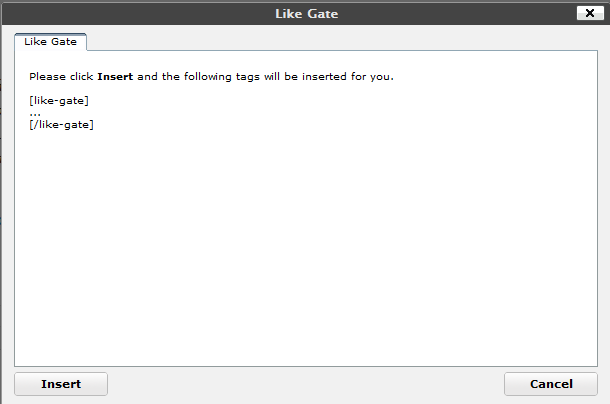 Like Gate
Like Gate
Please click Insert and the following tags will be inserted for you.
[like-gate]
...
[/like-gate]
Insert
Cancel